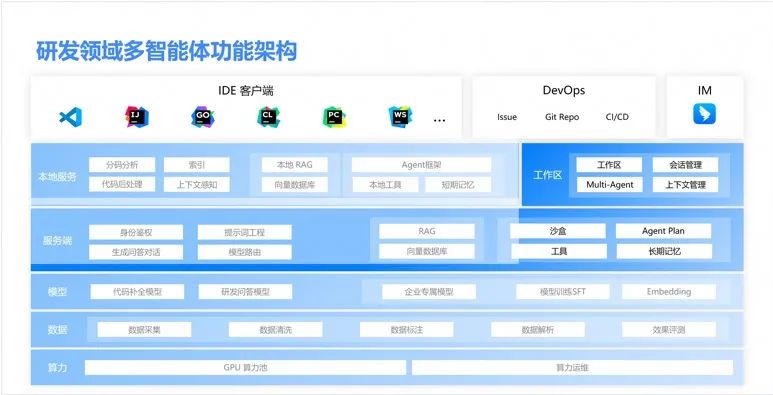 研发领域多智能体功能架构
IDE 客户端
DevOps
IM
IJ
GO
CL
PC
WS
...
Issue
Git Repo
CI/CD
本地服务
分码分析
索引
本地 RAG
Agent框架
代码后处理
上下文感知
向量数据库
本地工具
短期记忆
工作区
工作区
会话管理
Multi-Agent
上下文管理
服务端
身份鉴权
提示词工程
RAG
沙盒
Agent Plan
生成问答对话
模型路由
向量数据库
工具
长期记忆
模型
代码补全模型
研发问答模型
企业专属模型
模型训练SFT
Embedding
数据
数据采集
数据清洗
数据标注
数据解析
效果评测
算力
GPU 算力池
算力运维